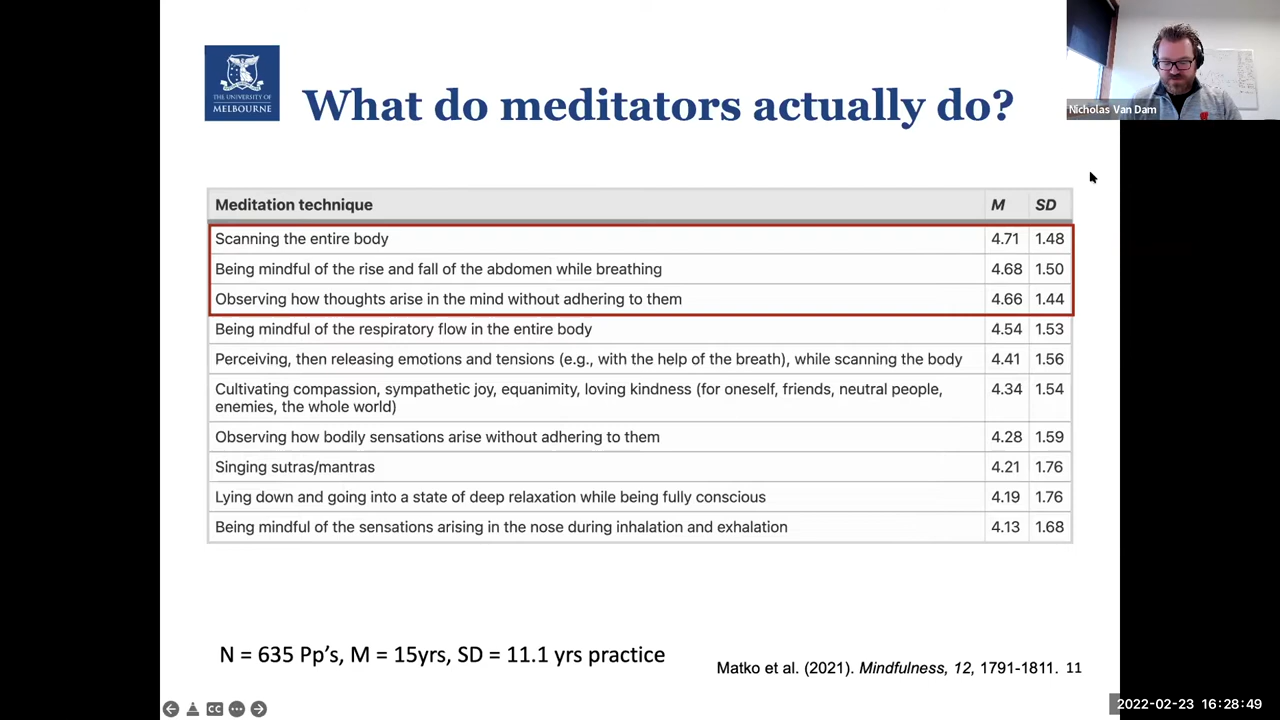 THE UNIVERSITY OF
MELBOURNE
What do meditators actually do?
Nicholas Van Dam
Meditation technique M SD
Scanning the entire body 4.71 1.48
Being mindful of the rise and fall of the abdomen while breathing 4.68 1.50
Observing how thoughts arise in the mind without adhering to them 4.66 1.44
Being mindful of the respiratory flow in the entire body 4.54 1.53
Perceiving, then releasing emotions and tensions (e.g., with the help of the breath), while scanning the body 4.41 1.56
Cultivating compassion, sympathetic joy, equanimity, loving kindness (for oneself, friends, neutral people, 4.34 1.54
enemies, the whole world)
Observing how bodily sensations arise without adhering to them 4.28 1.59
Singing sutras/mantras 4.21 1.76
Lying down and going into a state of deep relaxation while being fully conscious 4.19 1.76
Being mindful of the sensations arising in the nose during inhalation and exhalation 4.13 1.68
N = 635 Pp's, M = 15yrs, SD = 11.1 yrs practice
Matko et al. (2021). Mindfulness, 12, 1791-1811. 11
CC
2022-02-23 16:28:49